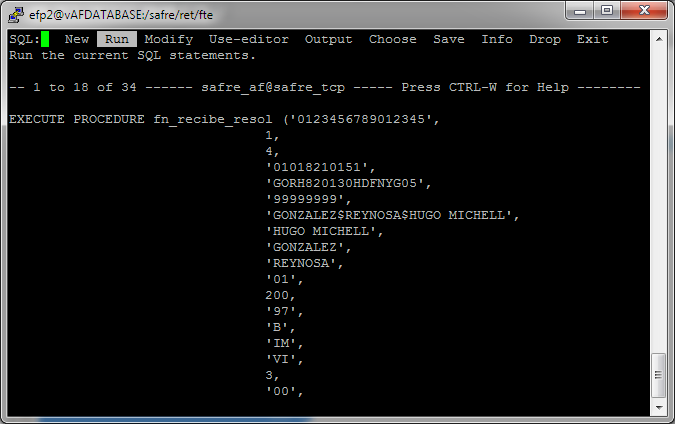 efp2@vAFDATABASE:/safre/ret/fte
SQL: New Run Modify Use-editor Output Choose Save Info Drop Exit
Run the current SQL statements.
-- 1 to 18 of 34 ------ safre_af@safre_tcp ----- Press CTRL-W for Help --------
EXECUTE PROCEDURE fn_recibe_resol ('0123456789012345',
1,
4,
'01018210151',
'GORH820130HDFNYG05',
'99999999',
'GONZALEZ$REYNOSA$HUGO MICHELL',
'HUGO MICHELL',
'GONZALEZ',
'REYNOSA',
'01',
200,
'97',
'B',
'IM',
'VI',
3,
'00',